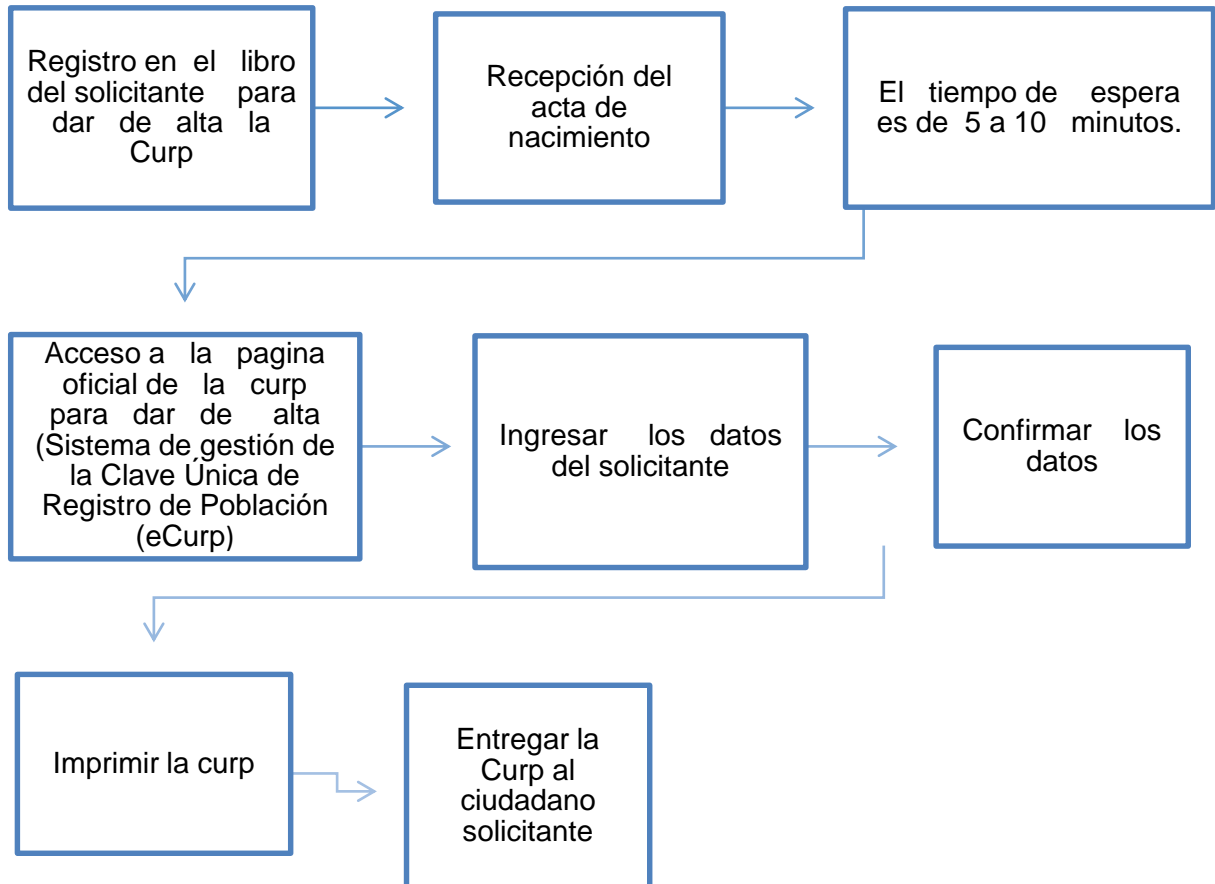 Registro en el libro
del solicitante para
dar de alta la
Curp
Recepción del
acta de
nacimiento
El tiempo de espera
es de 5 a 10 minutos.
Acceso a la pagina
oficial de la curp
para dar de alta
(Sistema de gestión de
la Clave Única de
Registro de Población
(eCurp)
Ingresar los datos
del solicitante
Confirmar los
datos
Imprimir la curp
Entregar la
Curp al
ciudadano
solicitante